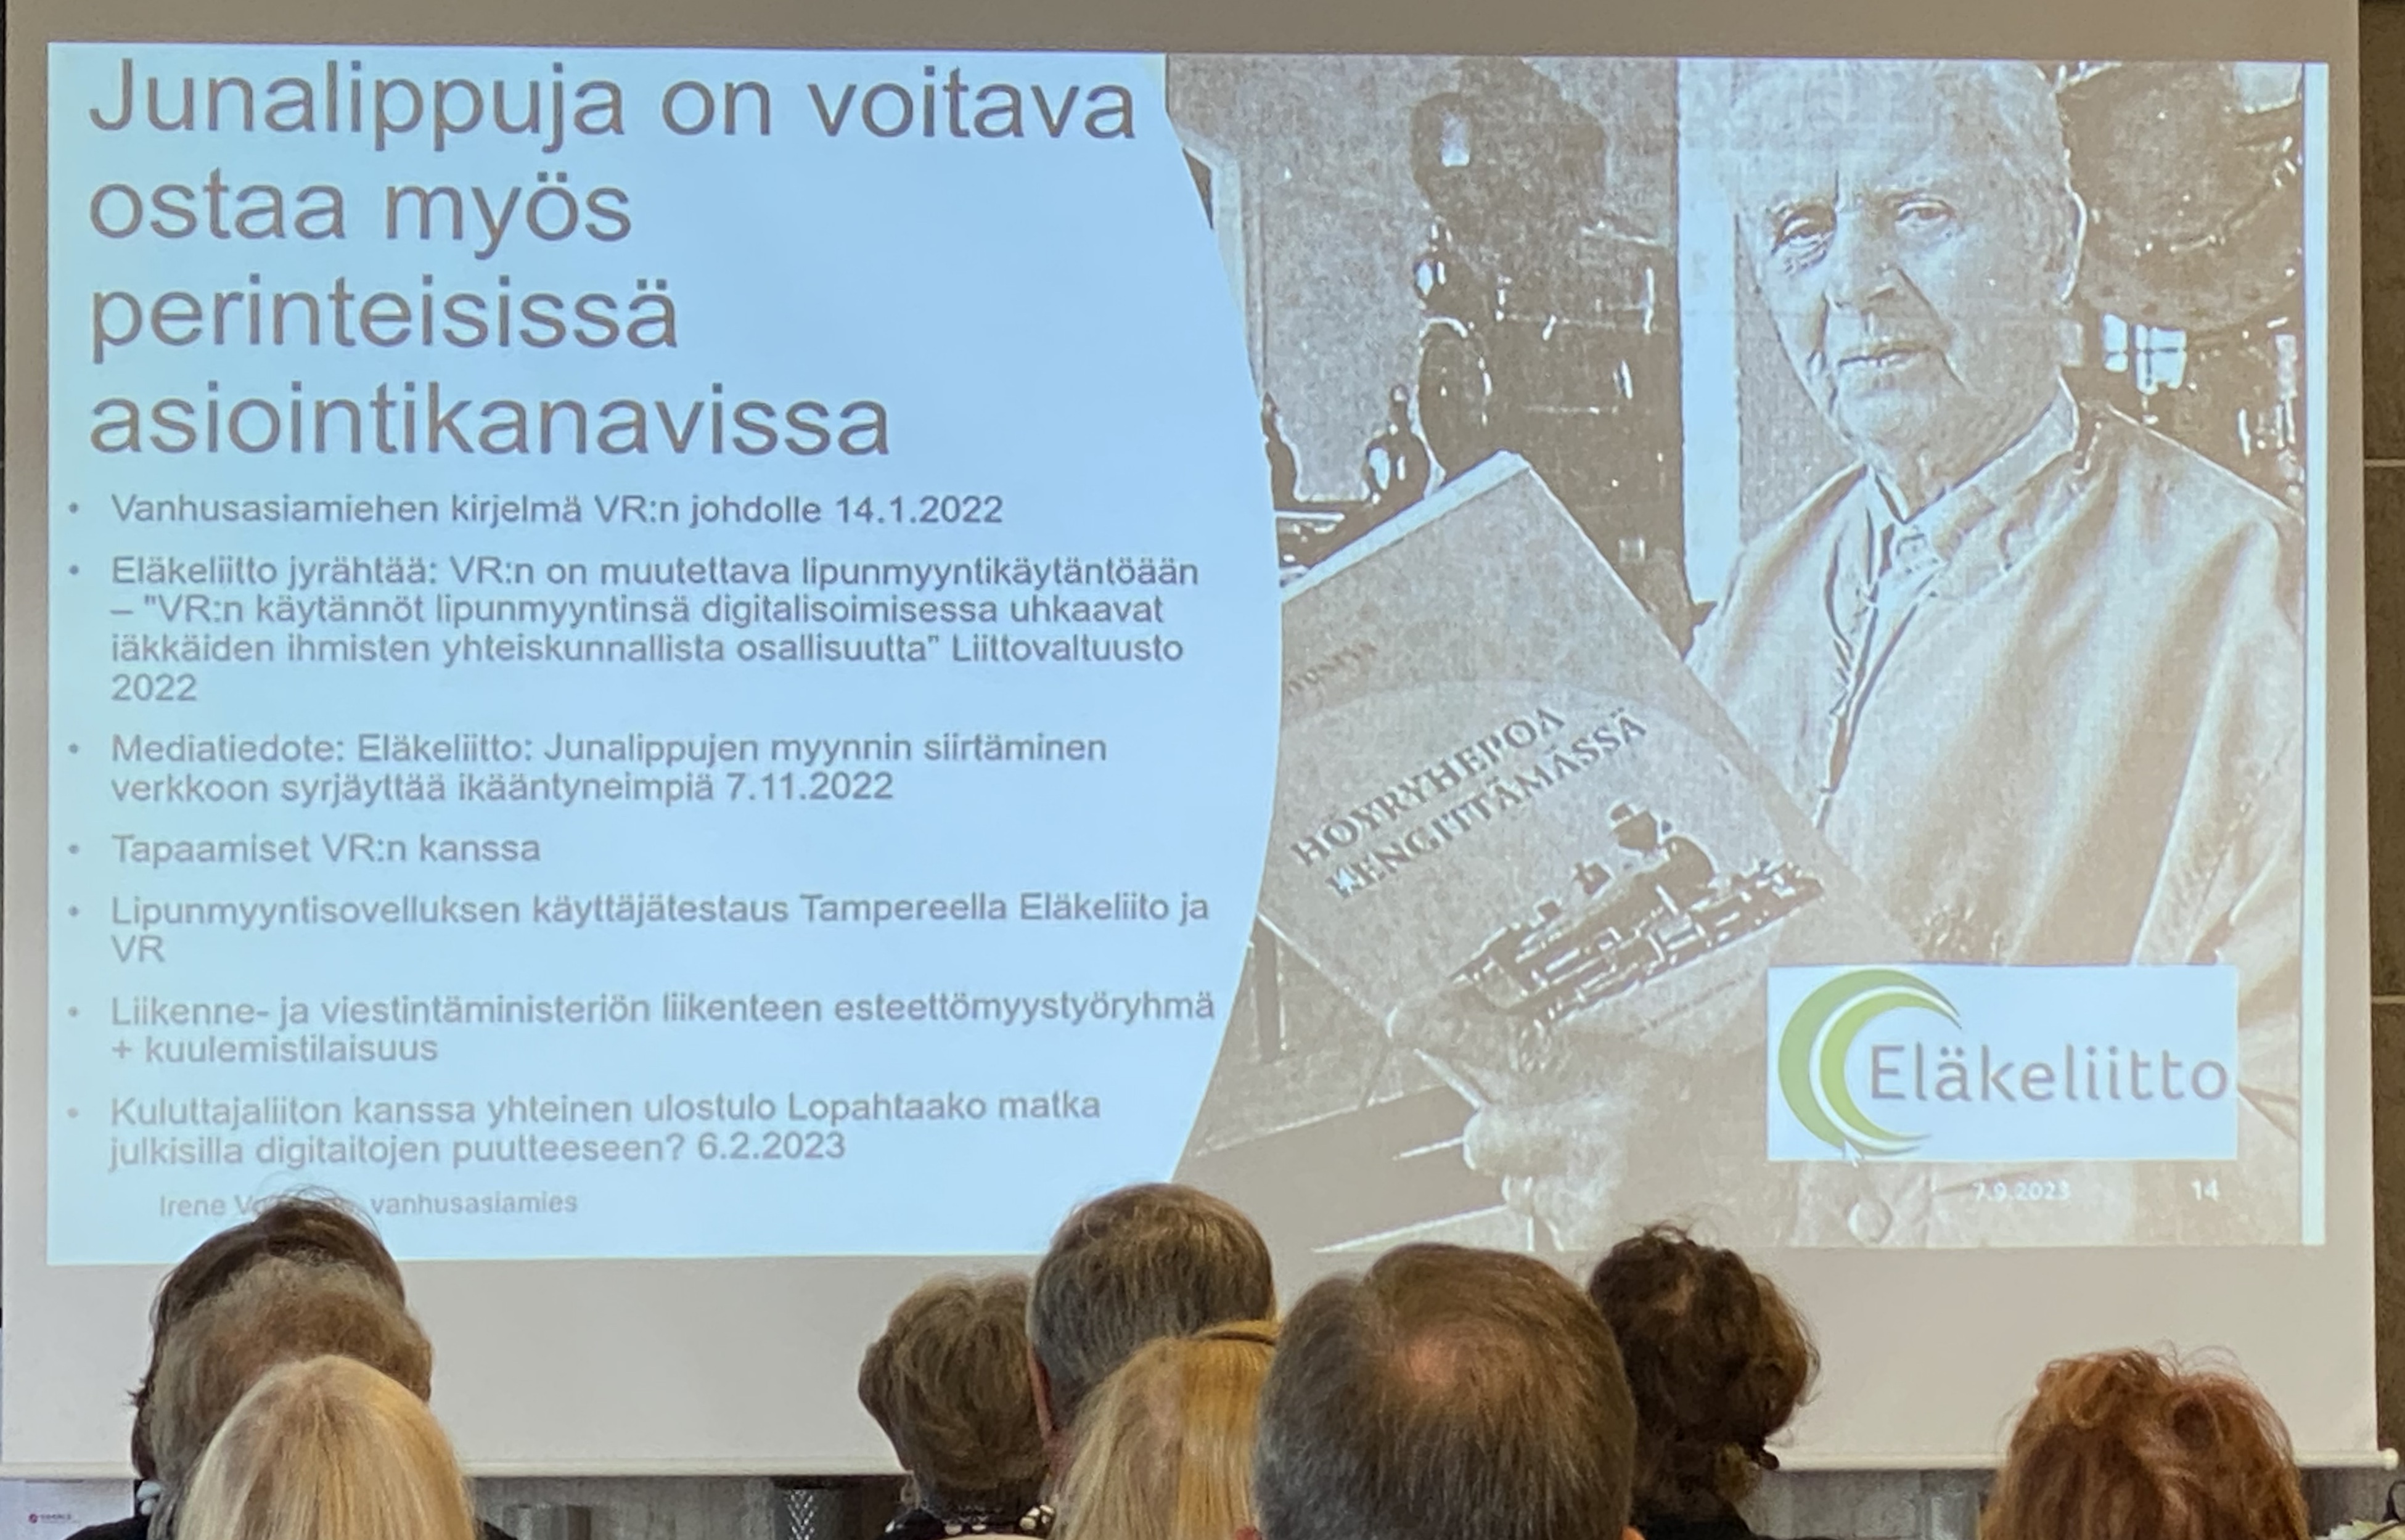 Junalippuja on voitava
ostaa myös
perinteisissä
asiointikanavissa
• Vanhusasiamiehen kirjelmä VR:n johdolle 14.1.2022
• Eläkeliitto jyrähtää: VR:n on muutettava lipunmyyntikäytäntöään
– "VR:n käytännöt lipunmyyntinsä digitalisoimisessa uhkaavat
iäkkäiden ihmisten yhteiskunnallista osallisuutta" Liittovaltuusto
2022
• Mediatiedote: Eläkeliitto: Junalippujen myynnin siirtäminen
verkkoon syrjäyttää ikääntyneimpiä 7.11.2022
• Tapaamiset VR:n kanssa
• Lipunmyyntisovelluksen käyttäjätestaus Tampereella Eläkeliito ja
VR
• Liikenne- ja viestintäministeriön liikenteen esteettömyystyöryhmä
+ kuulemistilaisuus
• Kuluttajaliiton kanssa yhteinen ulostulo Lopahtaako matka
julkisilla digitaitojen puutteeseen? 6.2.2023
Irene vanhusasiamies
HÖYRYHEPOA
KENGITTÄMÄSSÄ
Eläkeliitto
7.9.2023 14